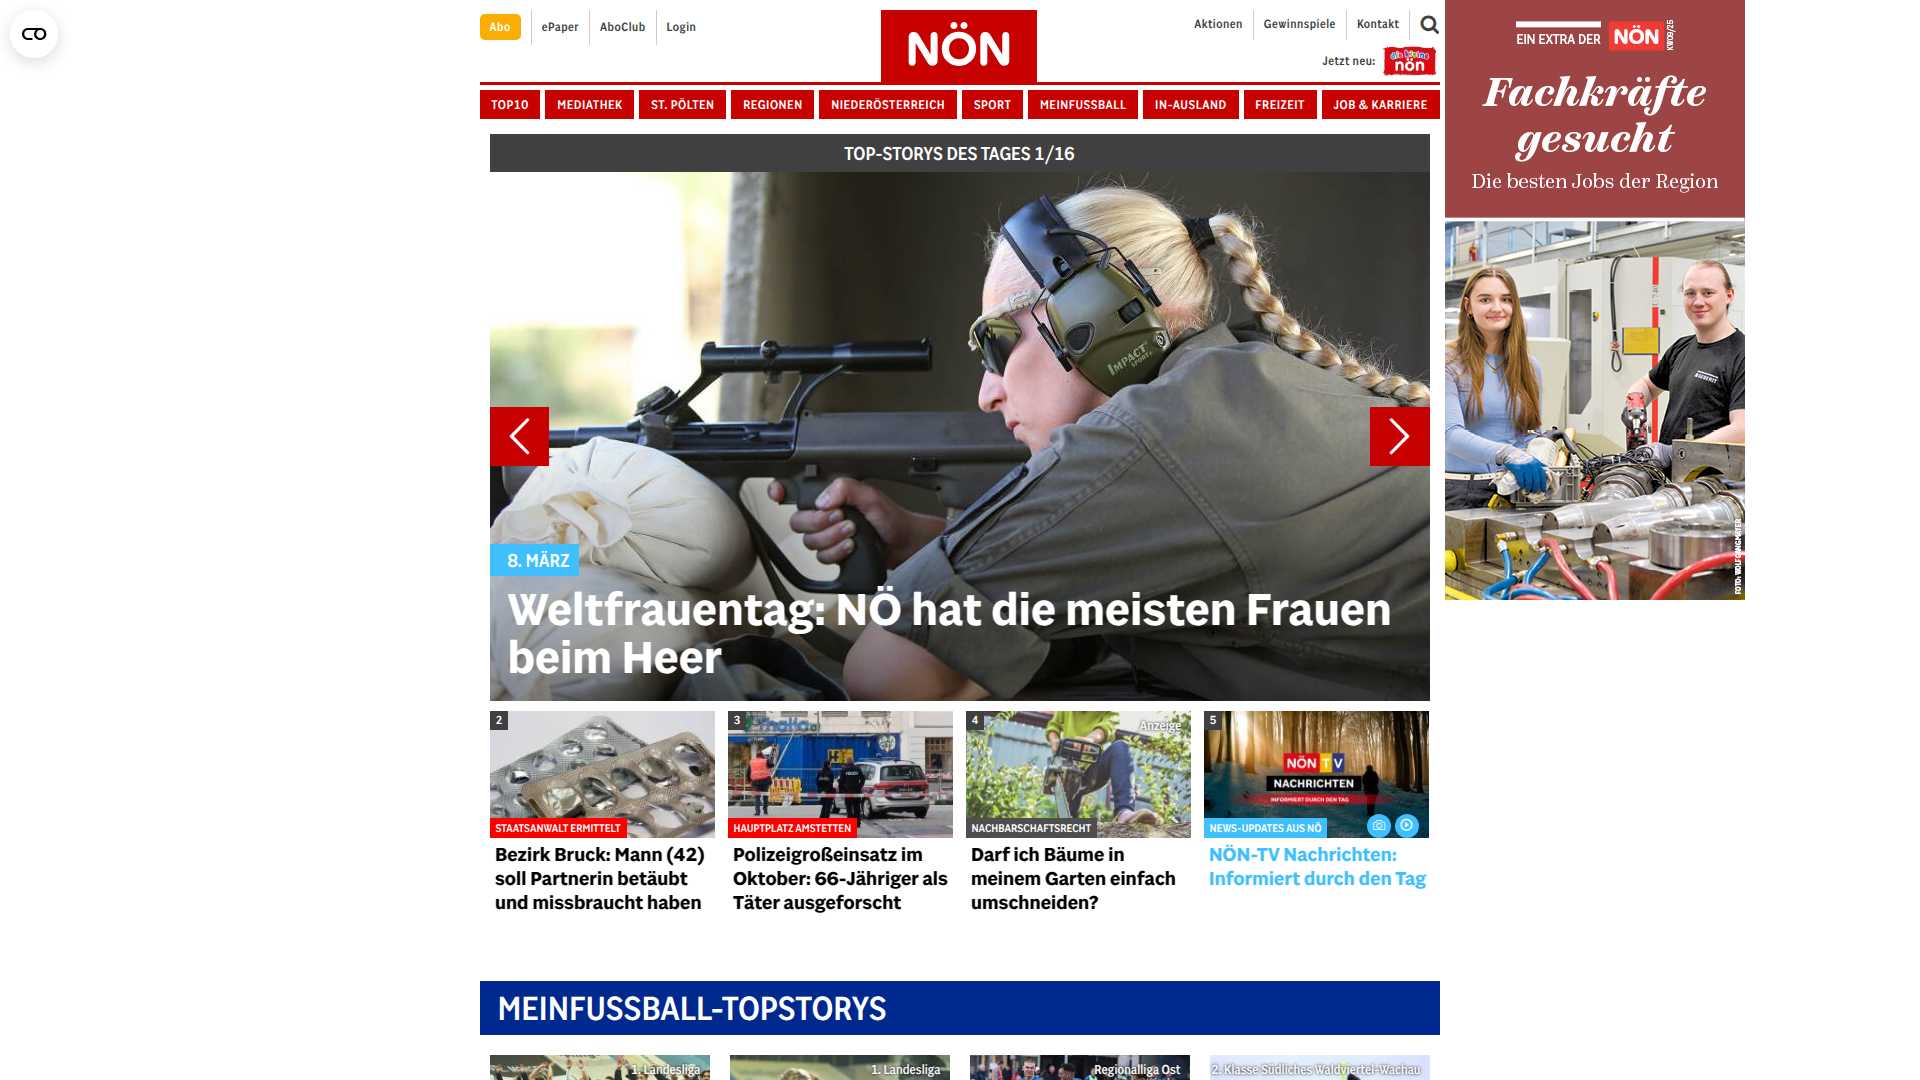 Abo
ePaper
AboClub
Login
NÖN
Aktionen
Gewinnspiele
Kontakt
Jetzt neu:
die kleine
nön
TOP10
MEDIATHEK
ST. PÖLTEN
REGIONEN
NIEDERÖSTERREICH
SPORT
MEINFUSSBALL
IN-AUSLAND
FREIZEIT
JOB & KARRIERE
TOP-STORYS DES TAGES 1/16
IMPACT
SPORT
8. MÄRZ
Weltfrauentag: NÖ hat die meisten Frauen
beim Heer
2
STAATSANWALT ERMITTELT
Bezirk Bruck: Mann (42)
soll Partnerin betäubt
und missbraucht haben
3
HAUPTPLATZ AMSTETTEN
Polizeigroßeinsatz im
Oktober: 66-Jähriger als
Täter ausgeforscht
4
Anzeige
NACHBARSCHAFTSRECHT
Darf ich Bäume in
meinem Garten einfach
umschneiden?
5
NÖN TV
NACHRICHTEN
INFORMIERT DURCH DEN TAG
NEWS-UPDATES AUS NÖ
NÖN-TV Nachrichten:
Informiert durch den Tag
MEINFUSSBALL-TOPSTORYS
1. Landesliga
1. Landesliga
Regionalliga Ost
2. Klasse Südliches Waldviertel-Wachau
EIN EXTRA DER NÖN
KW09/25
Fachkräfte
gesucht
Die besten Jobs der Region
FOTO: WOLFGANG MAYER